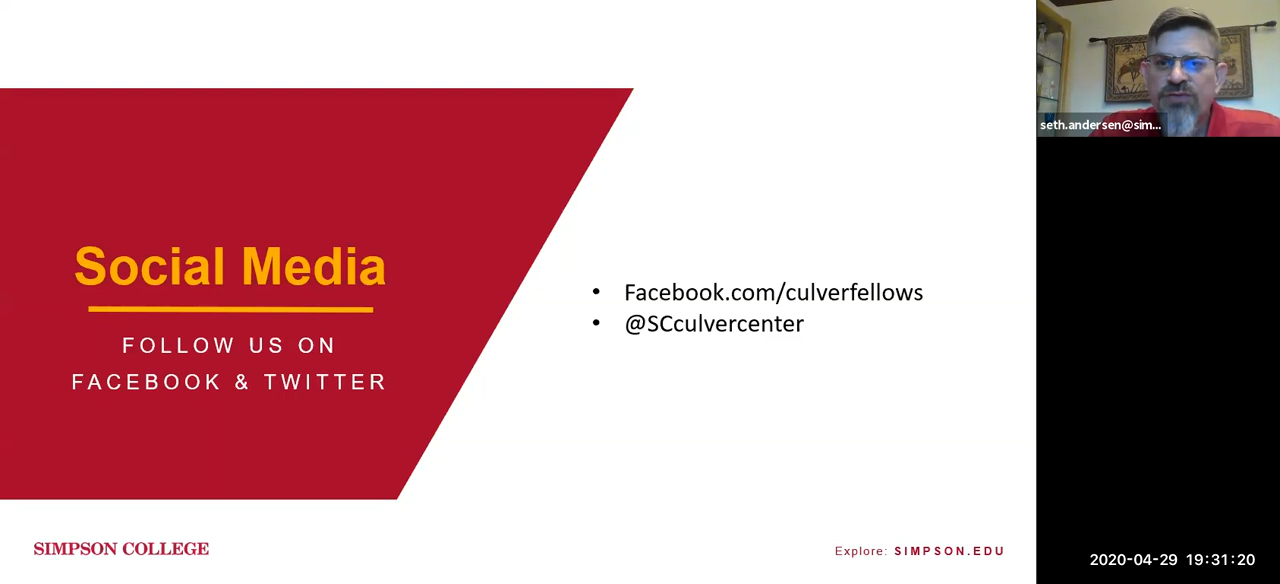 Social Media
FOLLOW US ON
FACEBOOK & TWITTER
• Facebook.com/culverfellows
• @SCculvercenter
SIMPSON COLLEGE
Explore: SIMPSON.EDU
seth.andersen@sim...
2020-04-29 19:31:20